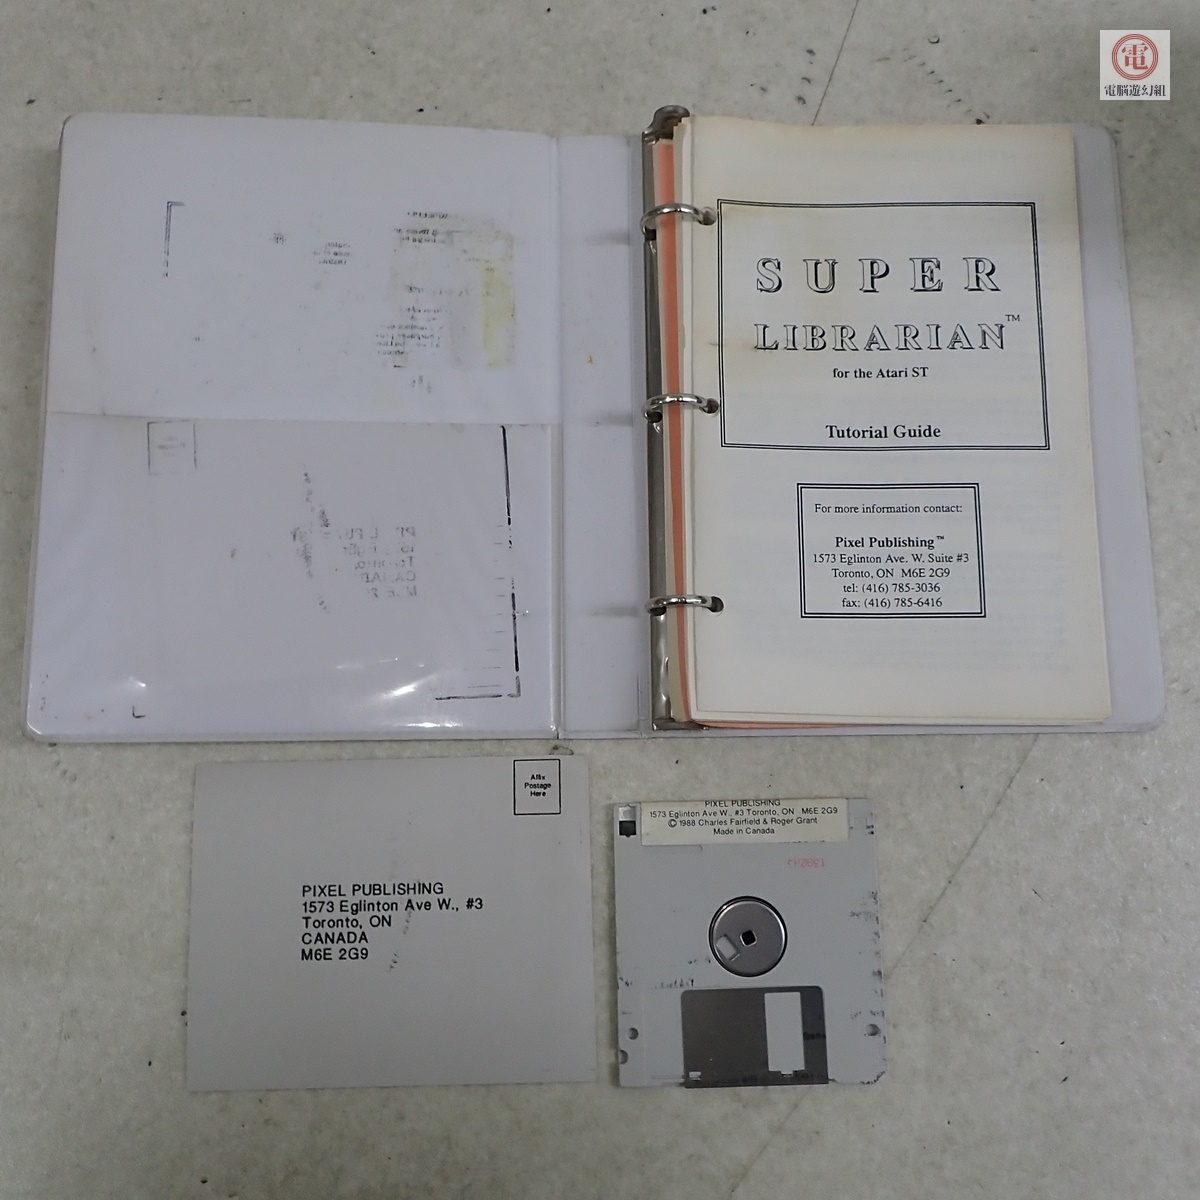 電
電脳遊幻組
SUPER
LIBRARIAN™
for the Atari ST
Tutorial Guide
For more information contact:
Pixel Publishing™
1573 Eglinton Ave. W. Suite #3
Toronto, ON M6E 2G9
tel: (416) 785-3036
fax: (416) 785-6416
Affix
Postage
Here
PIXEL PUBLISHING
1573 Eglinton Ave W., #3
Toronto, ON
CANADA
M6E 2G9
PIXEL PUBLISHING
1573 Eglinton Ave W., #3 Toronto, ON M6E 2G9
© 1988 Charles Fairfield & Roger Grant
Made in Canada